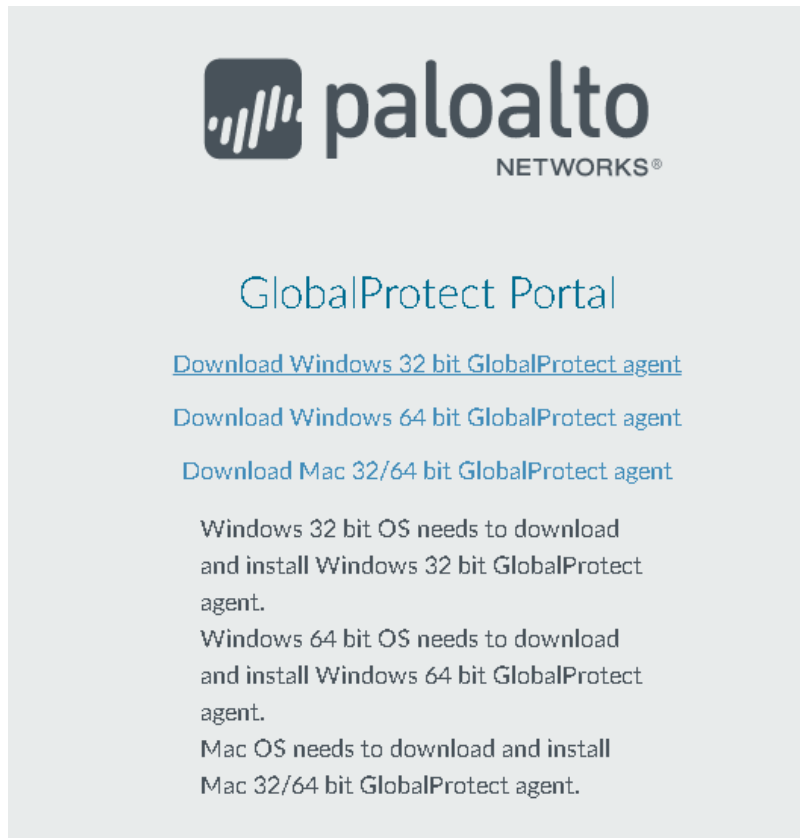 paloalto
NETWORKS®
GlobalProtect Portal
Download Windows 32 bit GlobalProtect agent
Download Windows 64 bit GlobalProtect agent
Download Mac 32/64 bit GlobalProtect agent
Windows 32 bit OS needs to download
and install Windows 32 bit GlobalProtect
agent.
Windows 64 bit OS needs to download
and install Windows 64 bit GlobalProtect
agent.
Mac OS needs to download and install
Mac 32/64 bit GlobalProtect agent.